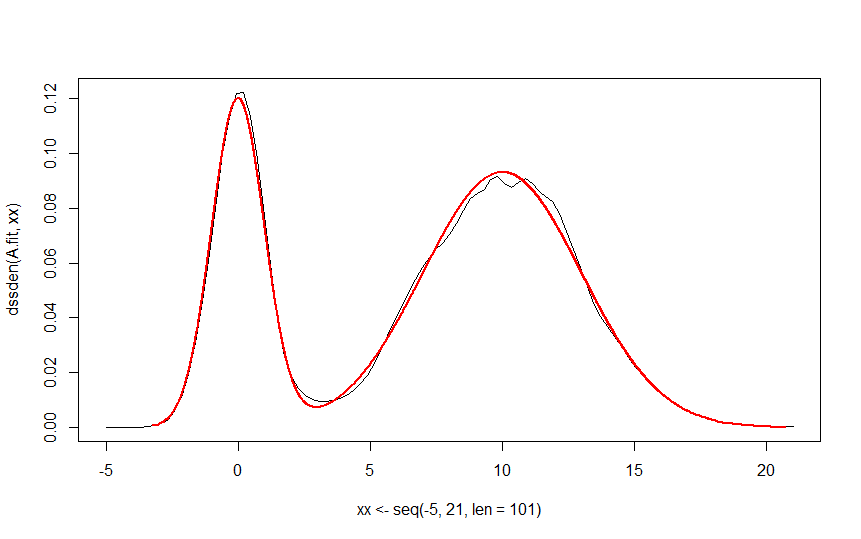 0.12
0.10
0.08
0.06
0.04
0.02
0.00
dssden(A.fit, xx)
-5 0 5 10 15 20
xx <- seq(-5, 21, len = 101)